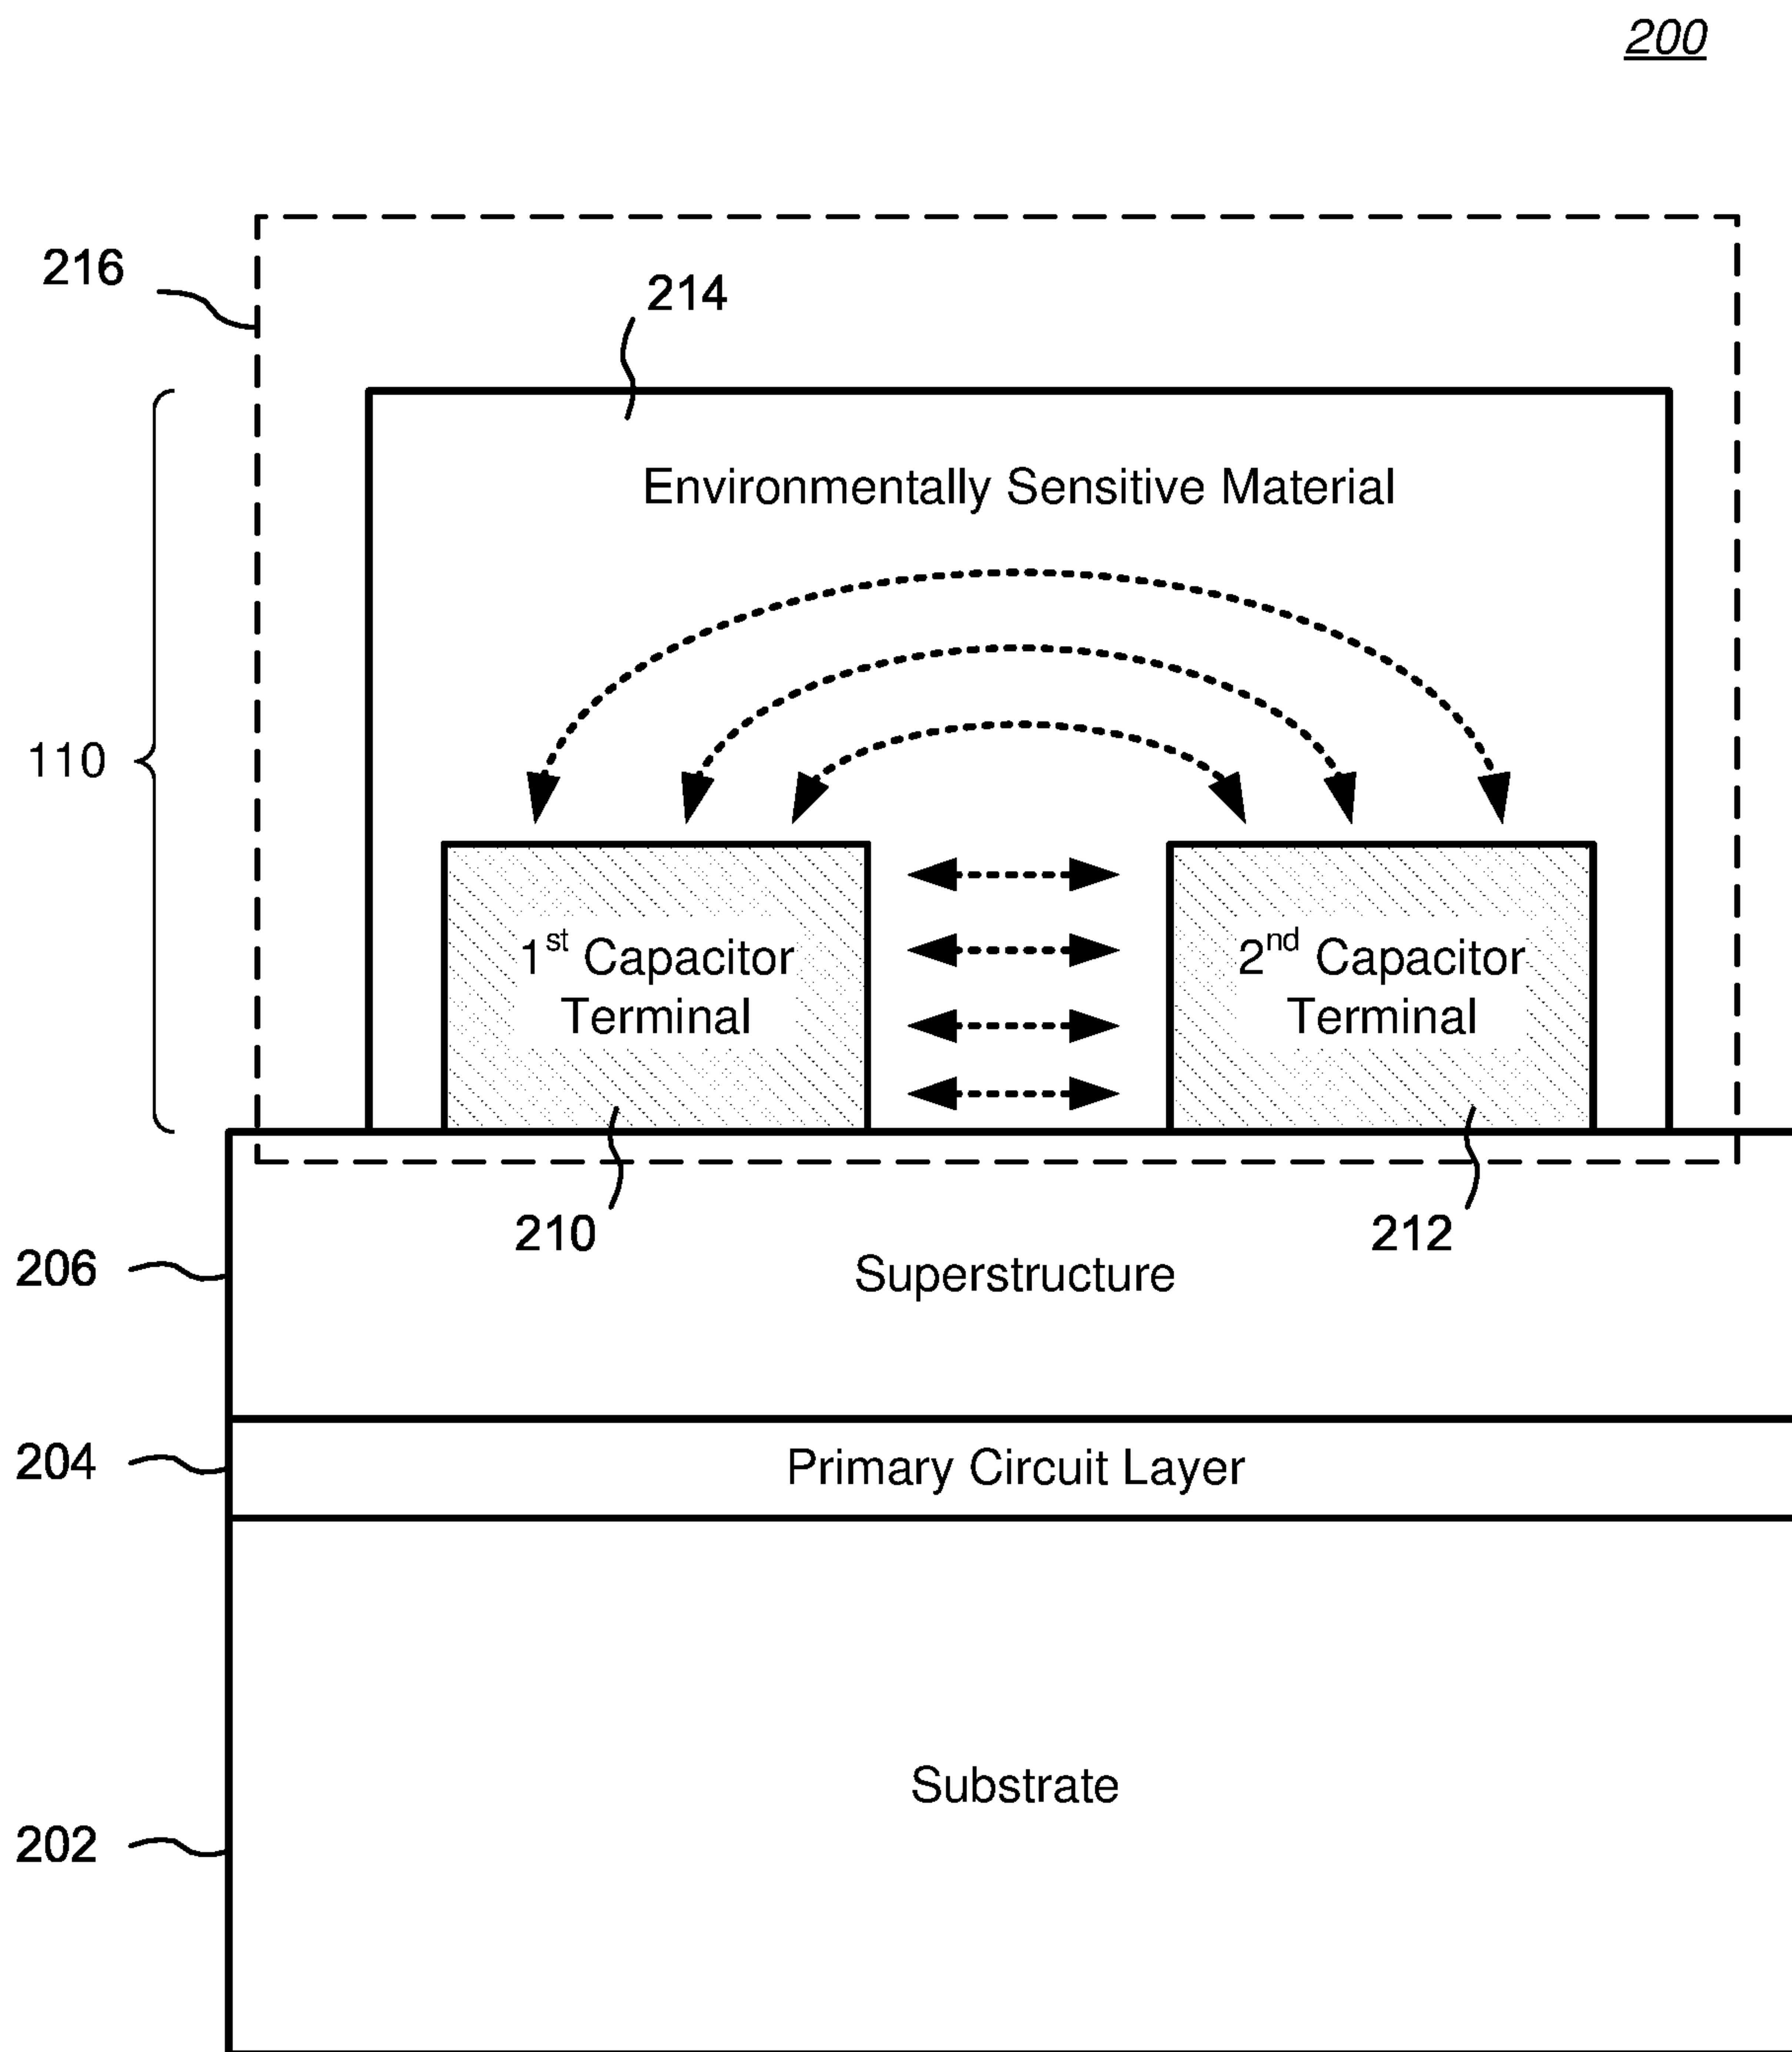 200
216
214
Environmentally Sensitive Material
110
1st Capacitor
Terminal
2nd Capacitor
Terminal
210
212
206
Superstructure
204
Primary Circuit Layer
Substrate
202